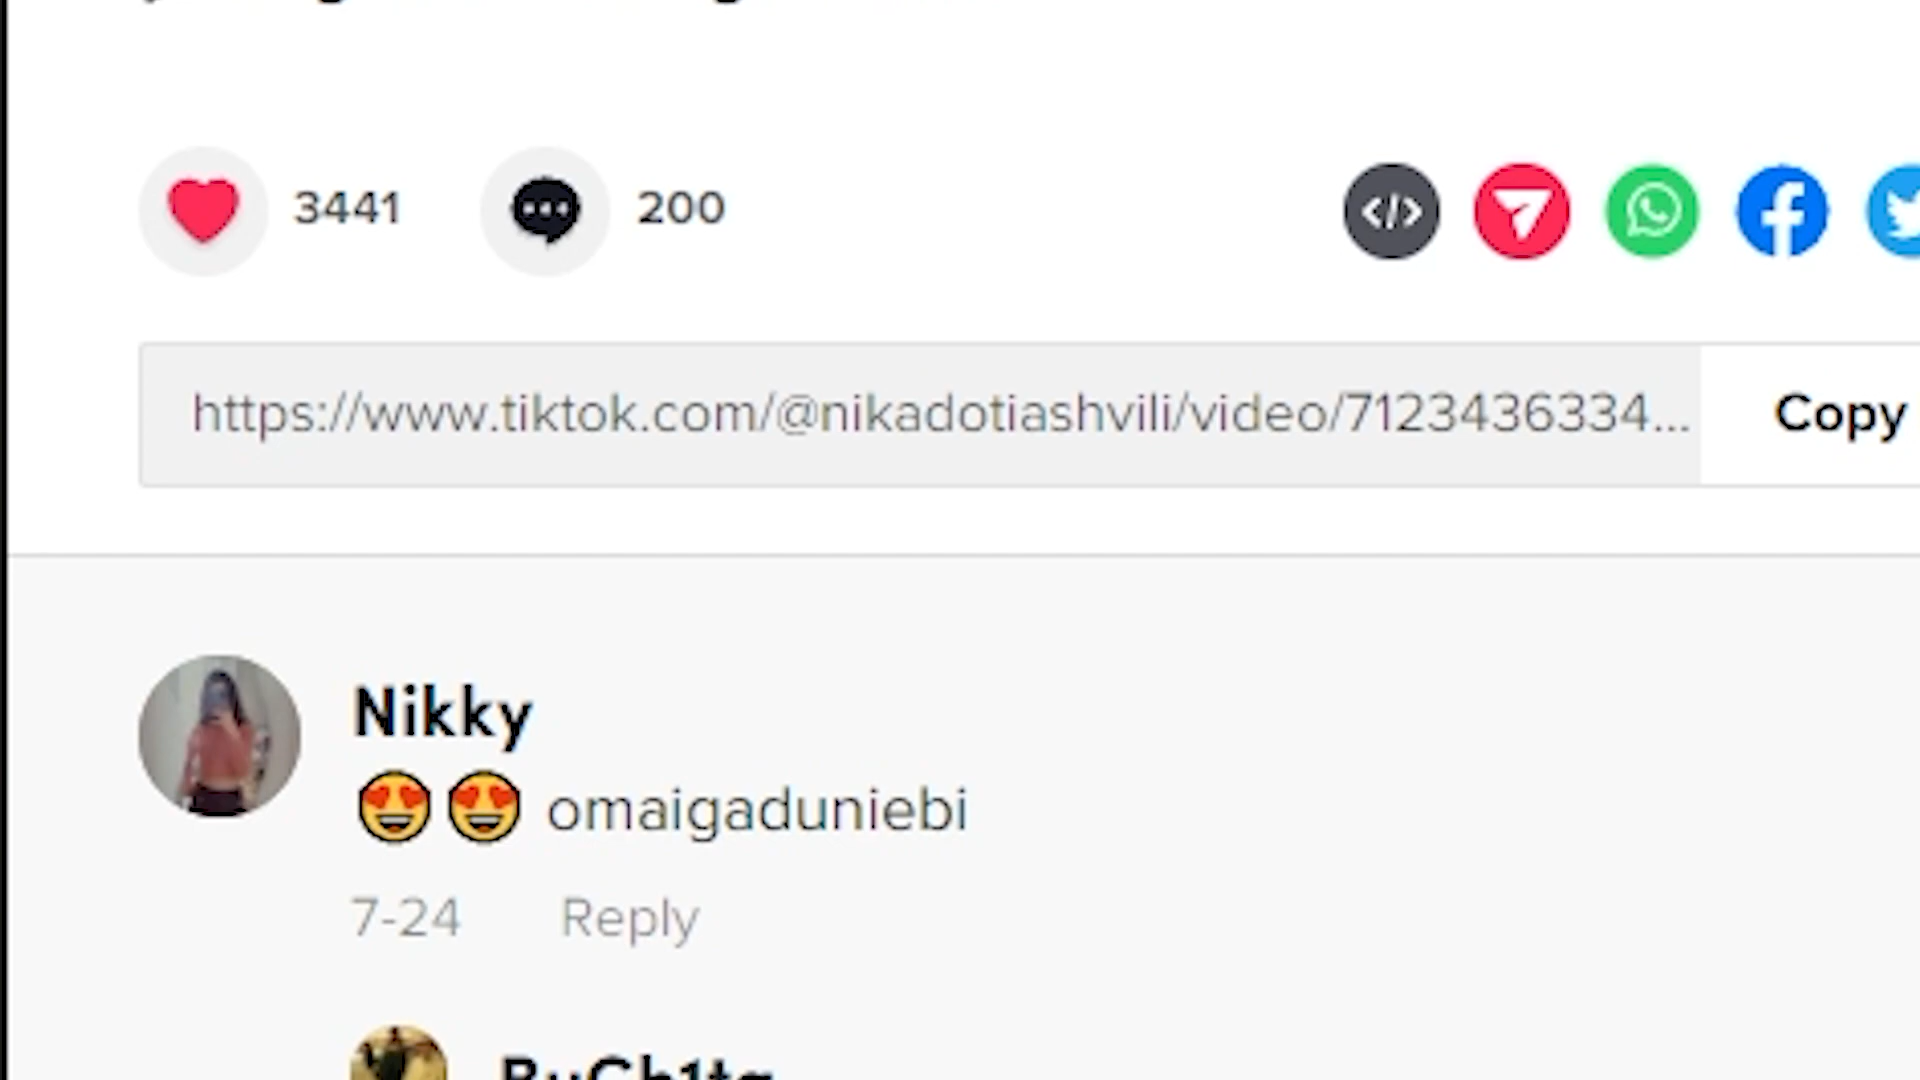 3441 200
https://www.tiktok.com/@nikadotiashvili/video/7123436334...
Copy
Nikky
😍😍 omaigaduniebi
7-24 Reply